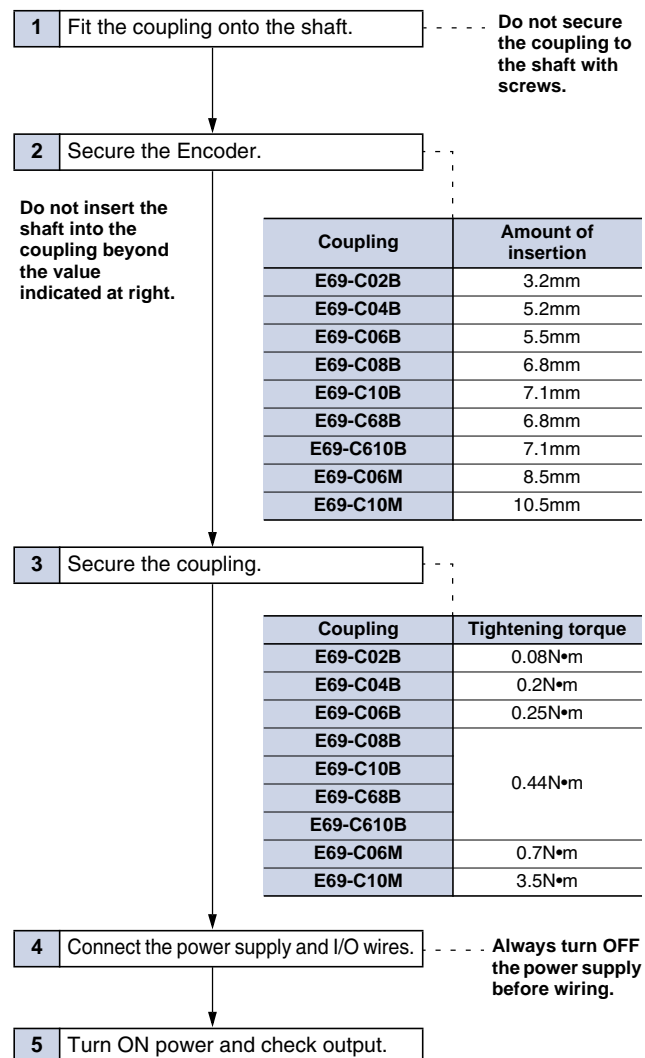 1 Fit the coupling onto the shaft.
Do not secure
the coupling to
the shaft with
screws.
2 Secure the Encoder.
Do not insert the
shaft into the
coupling beyond
the value
indicated at right.
Coupling Amount of
insertion
E69-C02B 3.2mm
E69-C04B 5.2mm
E69-C06B 5.5mm
E69-C08B 6.8mm
E69-C10B 7.1mm
E69-C68B 6.8mm
E69-C610B 7.1mm
E69-C06M 8.5mm
E69-C10M 10.5mm
3 Secure the coupling.
Coupling Tightening torque
E69-C02B 0.08N•m
E69-C04B 0.2N•m
E69-C06B 0.25N•m
E69-C08B
E69-C10B
E69-C68B
E69-C610B
0.44N•m
E69-C06M 0.7N•m
E69-C10M 3.5N•m
4 Connect the power supply and I/O wires.
Always turn OFF
the power supply
before wiring.
5 Turn ON power and check output.